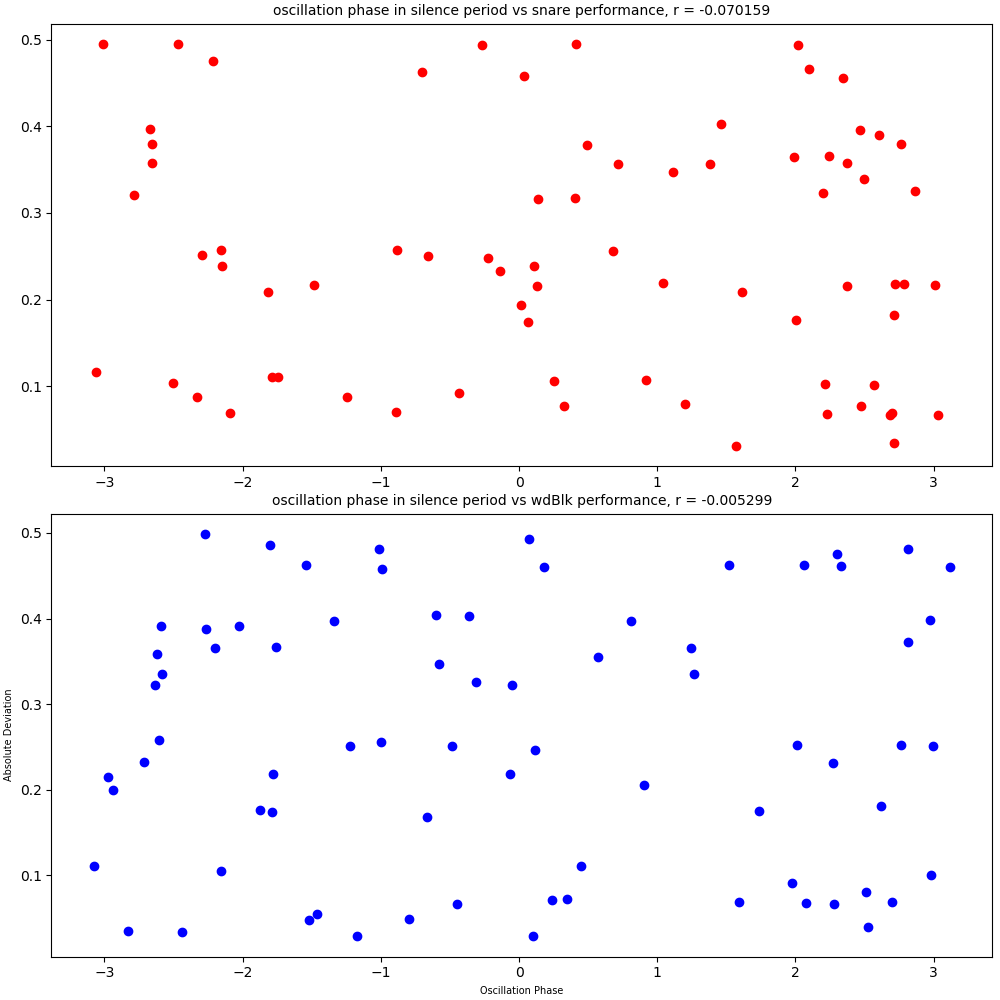 oscillation phase in silence period vs snare performance, r = -0.070159
0.5
0.4
0.3
0.2
0.1
−3 −2 −1 0 1 2 3
oscillation phase in silence period vs wdBlk performance, r = -0.005299
0.5
0.4
0.3
0.2
0.1
Absolute Deviation
−3 −2 −1 0 1 2 3
Oscillation Phase